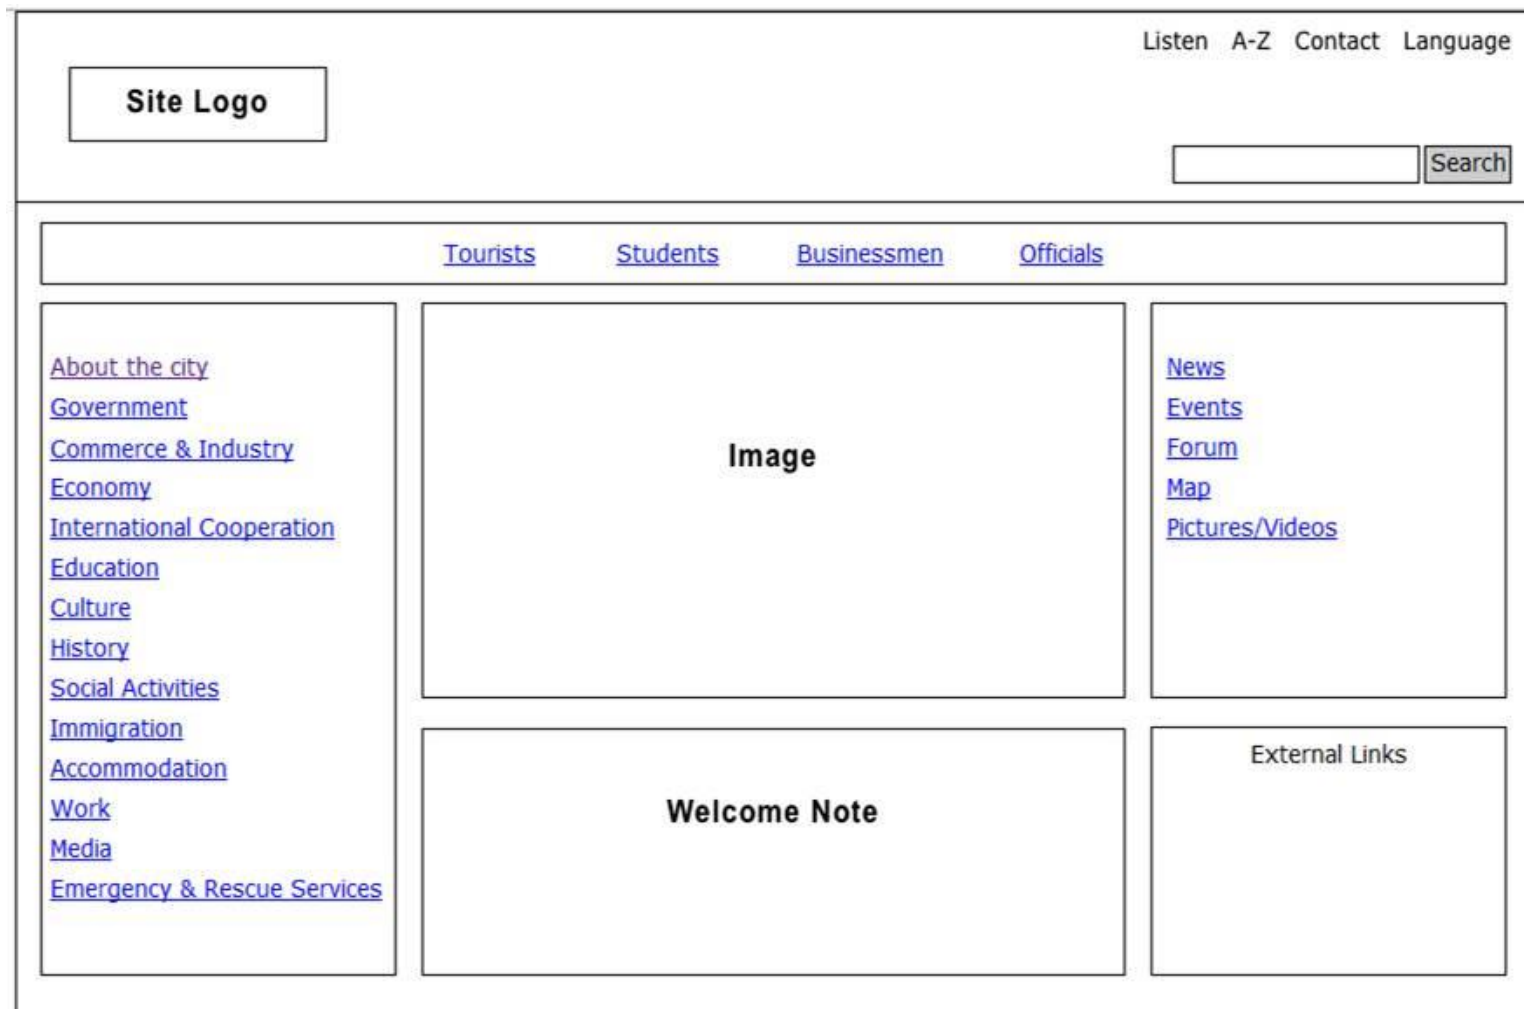 Listen A-Z Contact Language
Site Logo
Search
Tourists Students Businessmen Officials
About the city
Government
Commerce & Industry
Economy
International Cooperation
Education
Culture
History
Social Activities
Immigration
Accommodation
Work
Media
Emergency & Rescue Services
Image
Welcome Note
News
Events
Forum
Map
Pictures/Videos
External Links